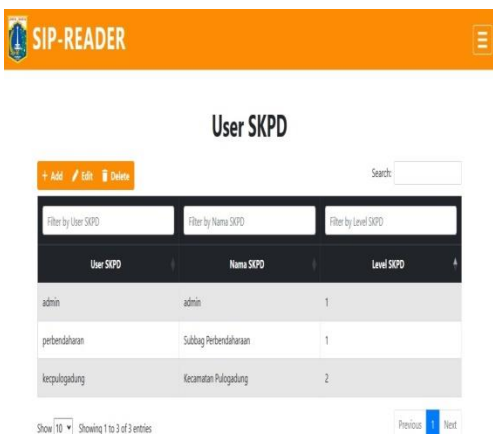 SIP-READER
User SKPD
+ Add Edit Delete
Search:
Filter by User SKPD Filter by Nama SKPD Filter by Level SKPD
User SKPD Nama SKPD Level SKPD
admin admin 1
perbendaharan Subbag Perbendaharaan 1
kecpulogadung Kecamatan Pulogadung 2
Show 10 Showing 1 to 3 of 3 entries Previous 1 Next